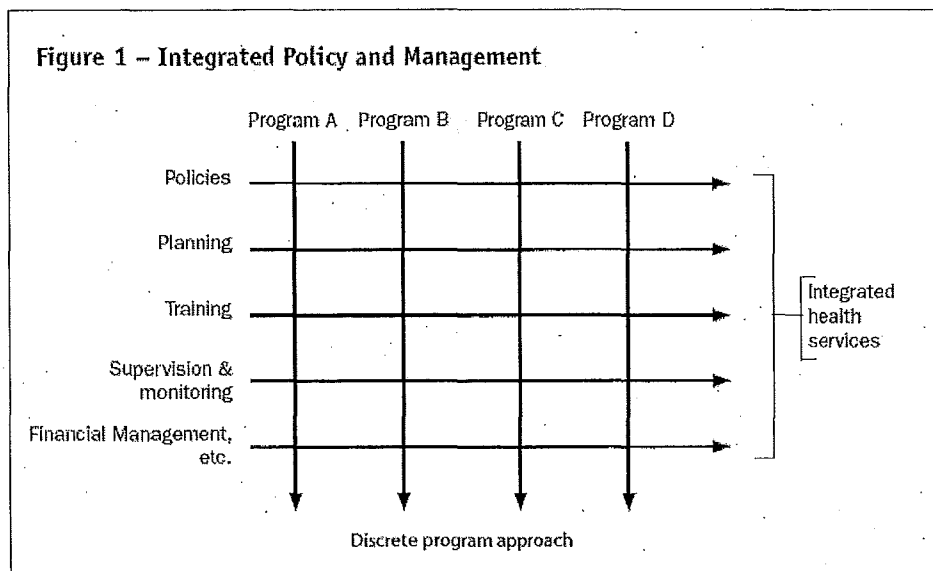 Figure 1 – Integrated Policy and Management
Program A Program B Program C Program D
Policies
Planning
Training
Supervision &
monitoring
Financial Management,
etc.
Integrated
health
services
Discrete program approach